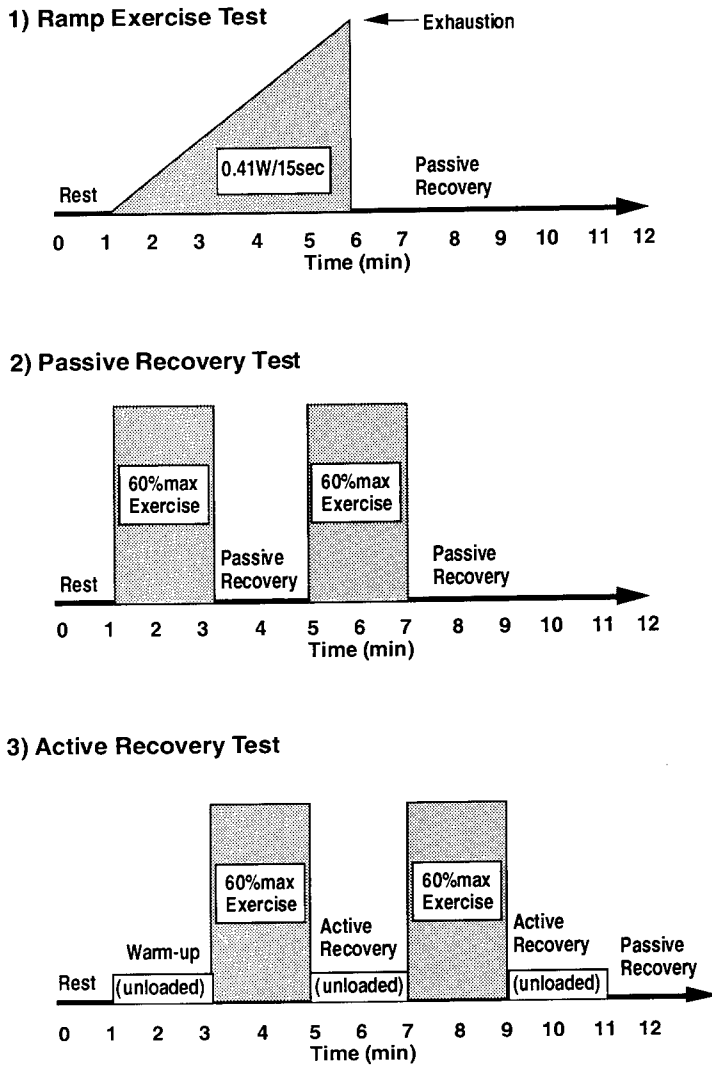 1) Ramp Exercise Test
Exhaustion
0.41W/15sec
Passive
Recovery
Rest
0 1 2 3 4 5 6 7 8 9 10 11 12
Time (min)
2) Passive Recovery Test
60%max
Exercise
60%max
Exercise
Passive
Recovery
Passive
Recovery
Rest
0 1 2 3 4 5 6 7 8 9 10 11 12
Time (min)
3) Active Recovery Test
60%max
Exercise
60%max
Exercise
Warm-up
Active
Recovery
Active
Recovery
Passive
Recovery
Rest
(unloaded)
(unloaded)
(unloaded)
0 1 2 3 4 5 6 7 8 9 10 11 12
Time (min)